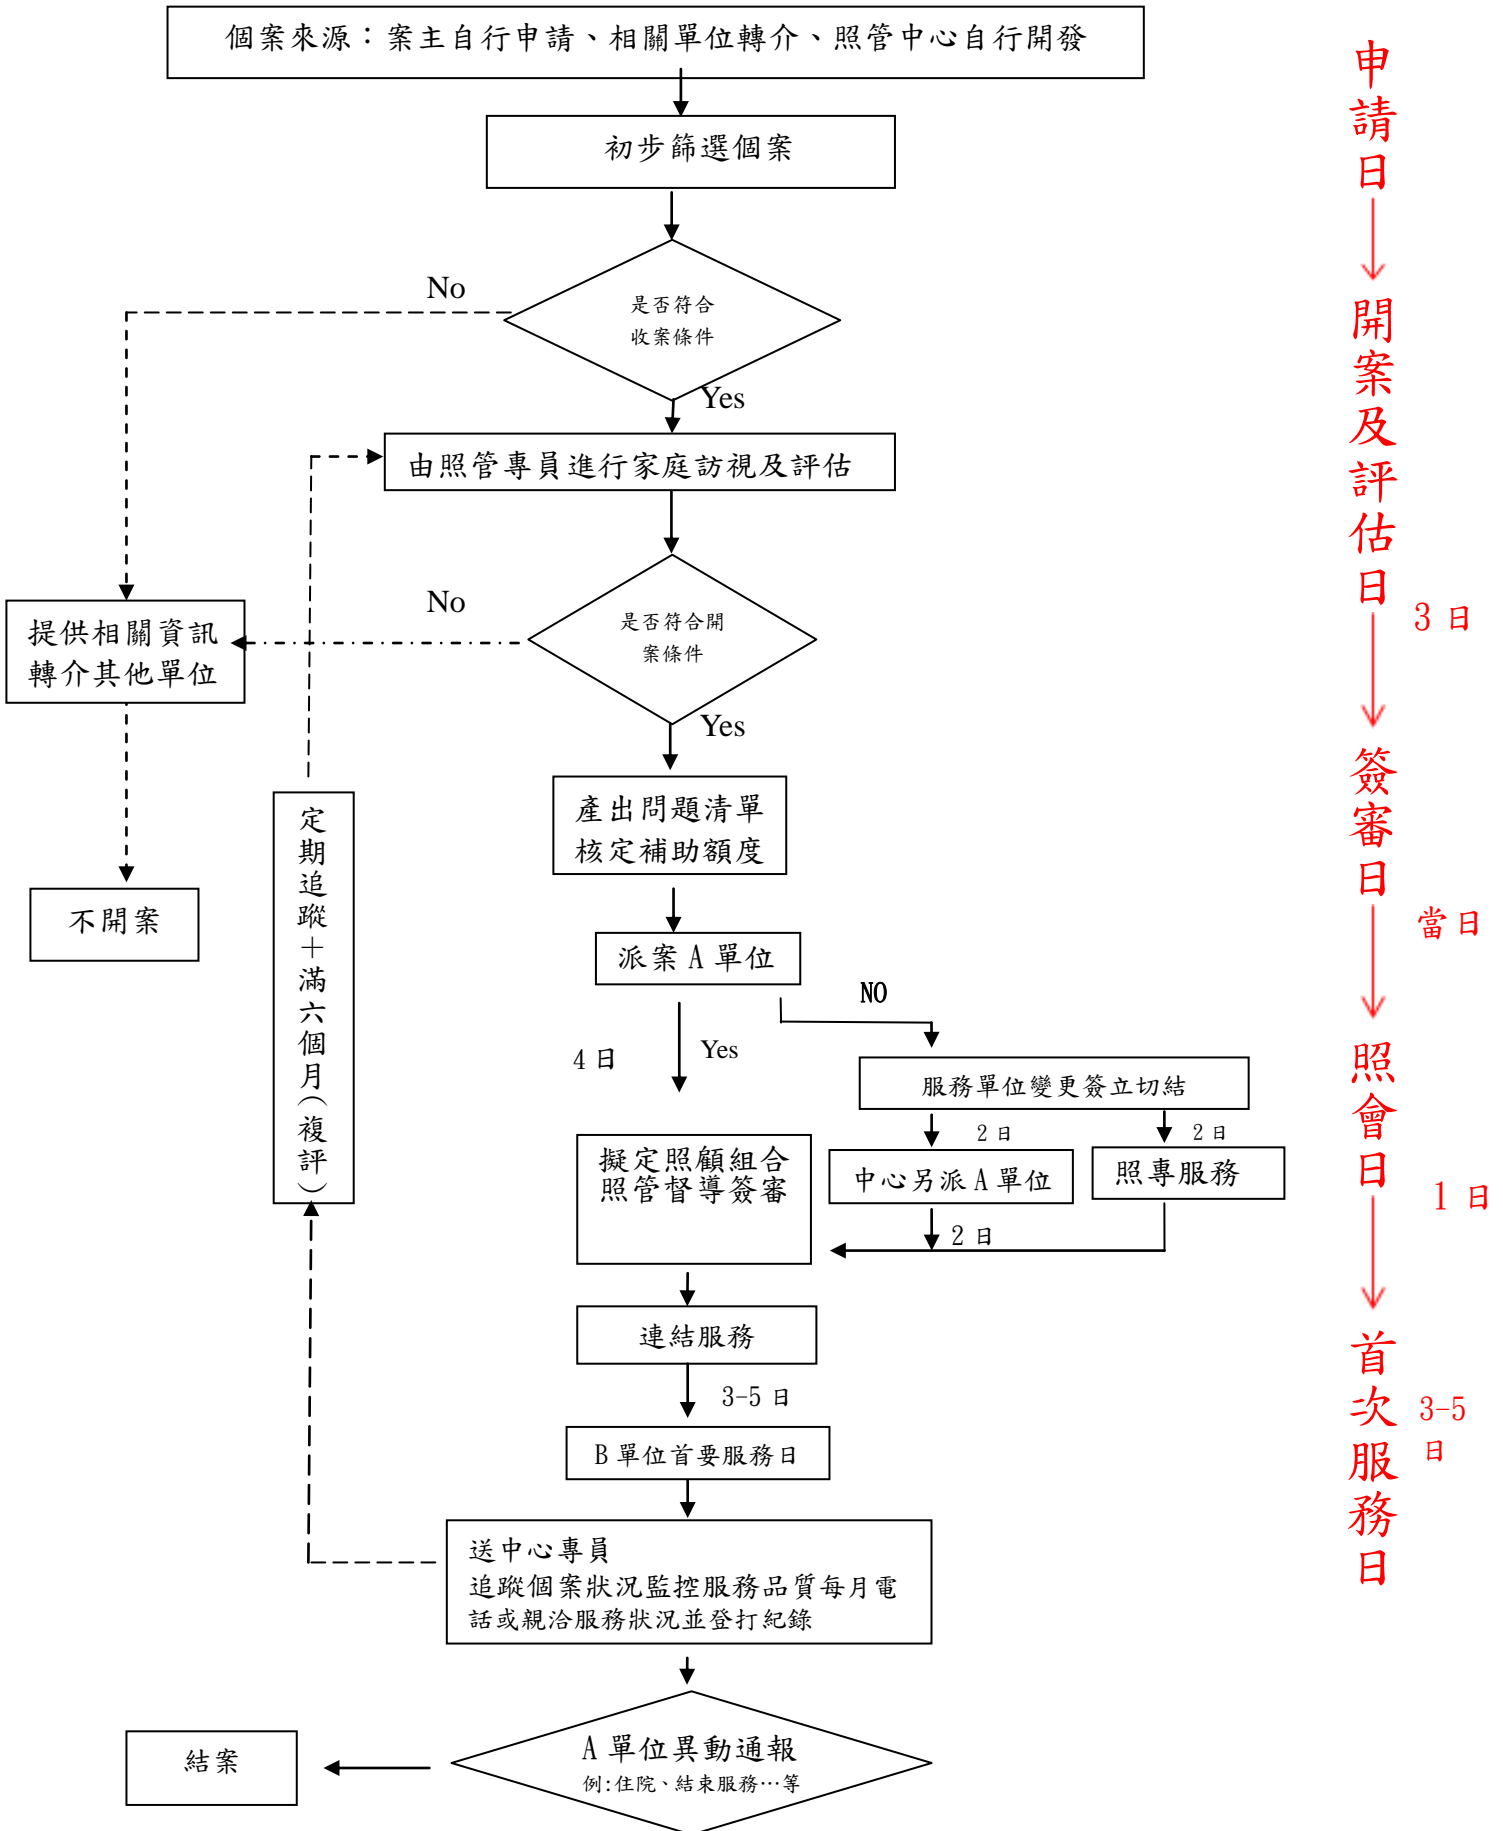 個案來源：案主自行申請、相關單位轉介、照管中心自行開發
初步篩選個案
是否符合
收案條件
No
Yes
由照管專員進行家庭訪視及評估
是否符合開
案條件
No
Yes
提供相關資訊
轉介其他單位
不開案
產出問題清單
核定補助額度
派案 A 單位
NO
4 日
Yes
服務單位變更簽立切結
2 日
2 日
中心另派 A 單位
照專服務
2 日
擬定照顧組合
照管督導簽審
連結服務
3-5 日
B 單位首要服務日
送中心專員
追蹤個案狀況監控服務品質每月電
話或親洽服務狀況並登打紀錄
定期追蹤＋滿六個月（複評）
A 單位異動通報
例:住院、結束服務…等
結案
申請日
開案及評估日
3 日
簽審日
當日
照會日
1 日
首次服務日
3-5
日